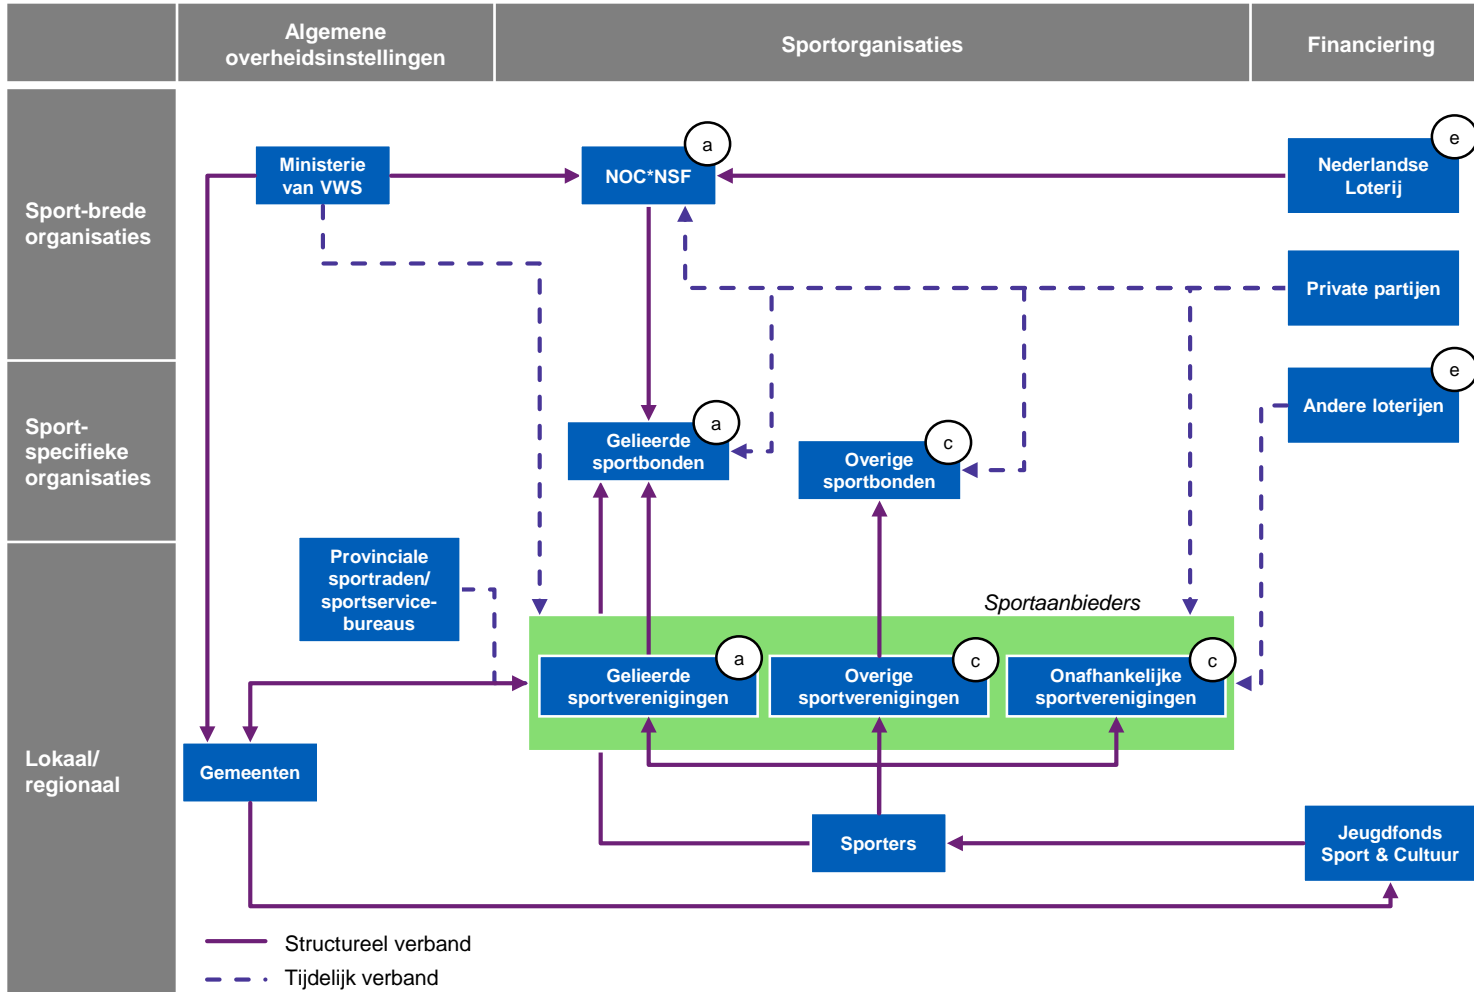 Algemene
overheidsinstellingen
Sportorganisaties
Financiering
Sport-brede
organisaties
Ministerie
van VWS
a
NOC*NSF
e
Nederlandse
Loterij
Private partijen
Sport-
specifieke
organisaties
a
Gelieerde
sportbonden
c
Overige
sportbonden
e
Andere loterijen
Lokaal/
regionaal
Provinciale
sportraden/
sportservice-
bureaus
Sportaanbieders
a
Gelieerde
sportverenigingen
c
Overige
sportverenigingen
c
Onafhankelijke
sportverenigingen
Gemeenten
Sporters
Jeugdfonds
Sport & Cultuur
Structureel verband
Tijdelijk verband